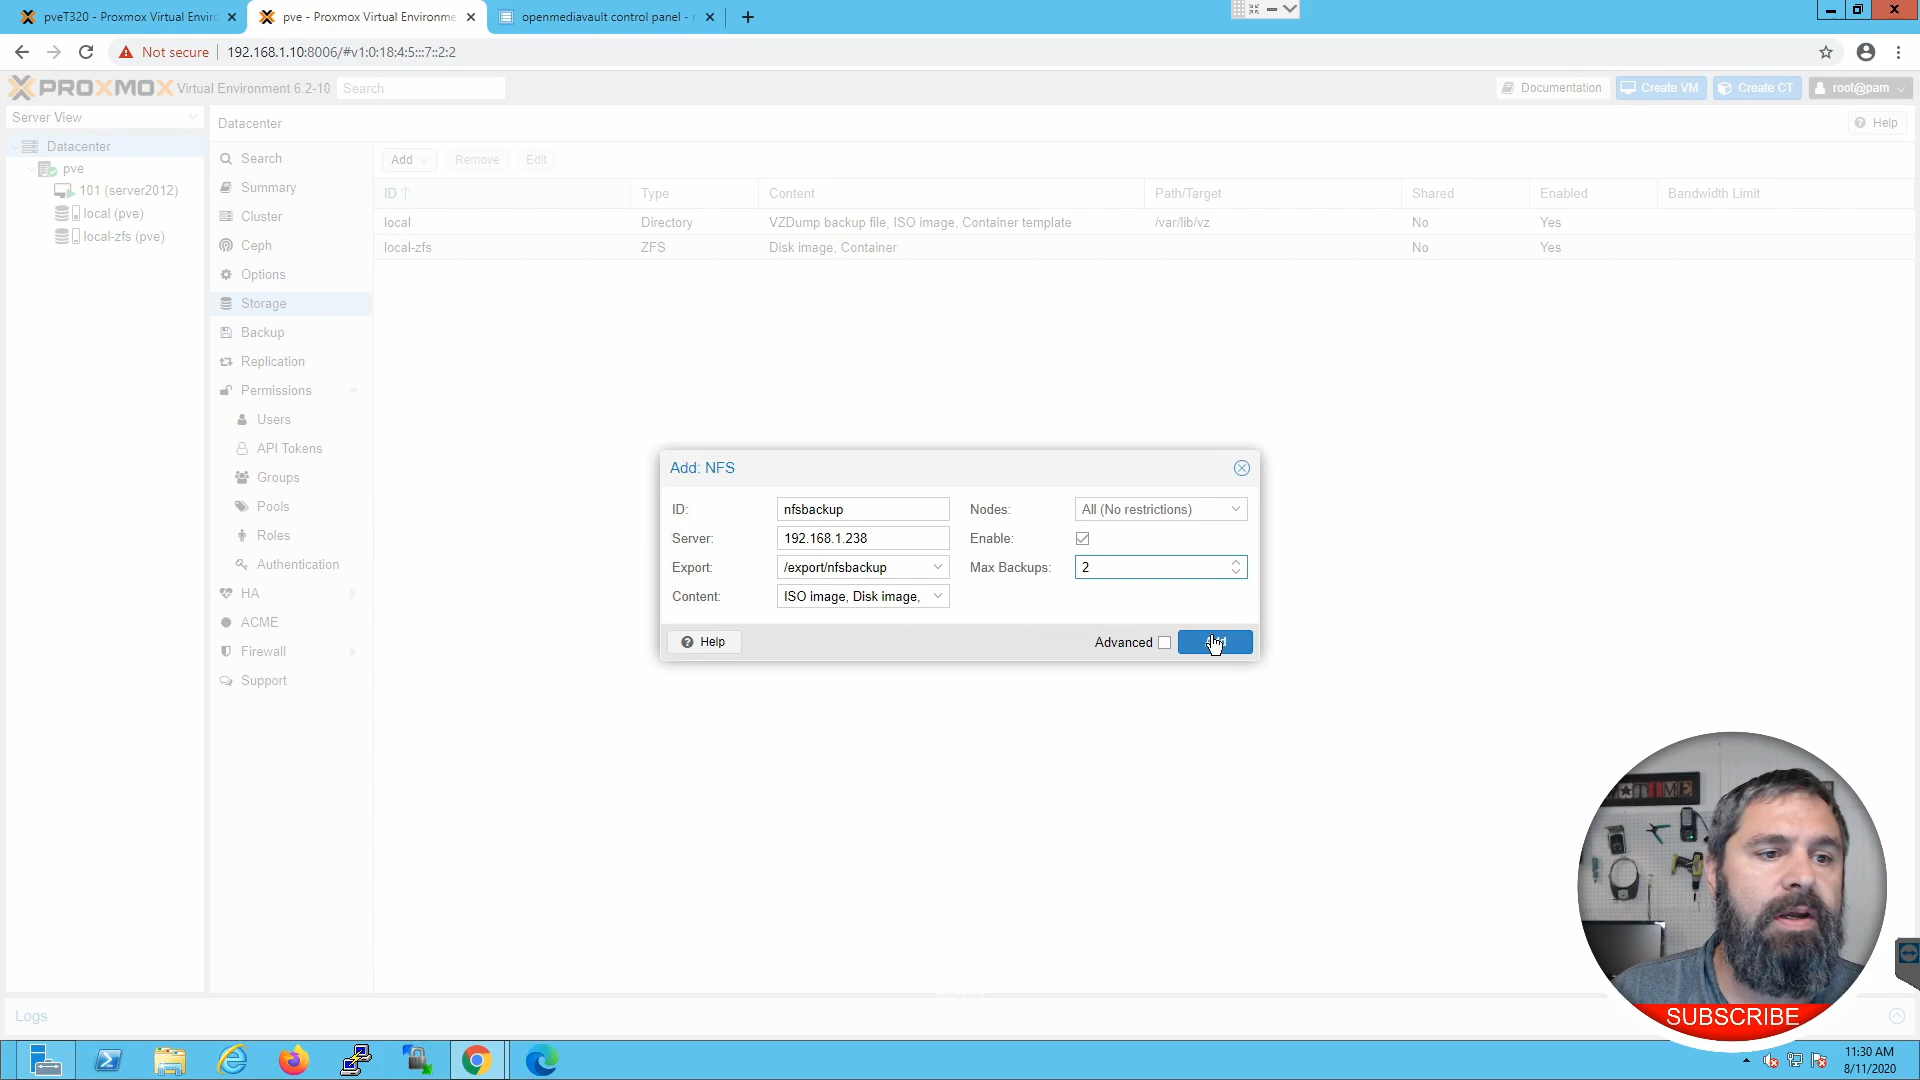 pveT320 - Proxmox Virtual Enviro
pve - Proxmox Virtual Environme
openmediavault control panel -
Not secure
192.168.1.10:8006/#v1:0:18:4:5:::7::2:2
PROXMOX Virtual Environment 6.2-10
Search
Documentation
Create VM
Create CT
root@pam
Server View
Datacenter
pve
101 (server2012)
local (pve)
local-zfs (pve)
Datacenter
Help
Search
Summary
Cluster
Ceph
Options
Storage
Backup
Replication
Permissions
Users
API Tokens
Groups
Pools
Roles
Authentication
HA
ACME
Firewall
Support
Add
Remove
Edit
ID Type Content Path/Target Shared Enabled Bandwidth Limit
local Directory VZDump backup file, ISO image, Container template /var/lib/vz No Yes
local-zfs ZFS Disk image, Container No Yes
Add: NFS
ID: nfsbackup Nodes: All (No restrictions)
Server: 192.168.1.238 Enable:
Export: /export/nfsbackup Max Backups: 2
Content: ISO image, Disk image,
Help
Advanced
SUBSCRIBE
Logs
11:30 AM
8/11/2020